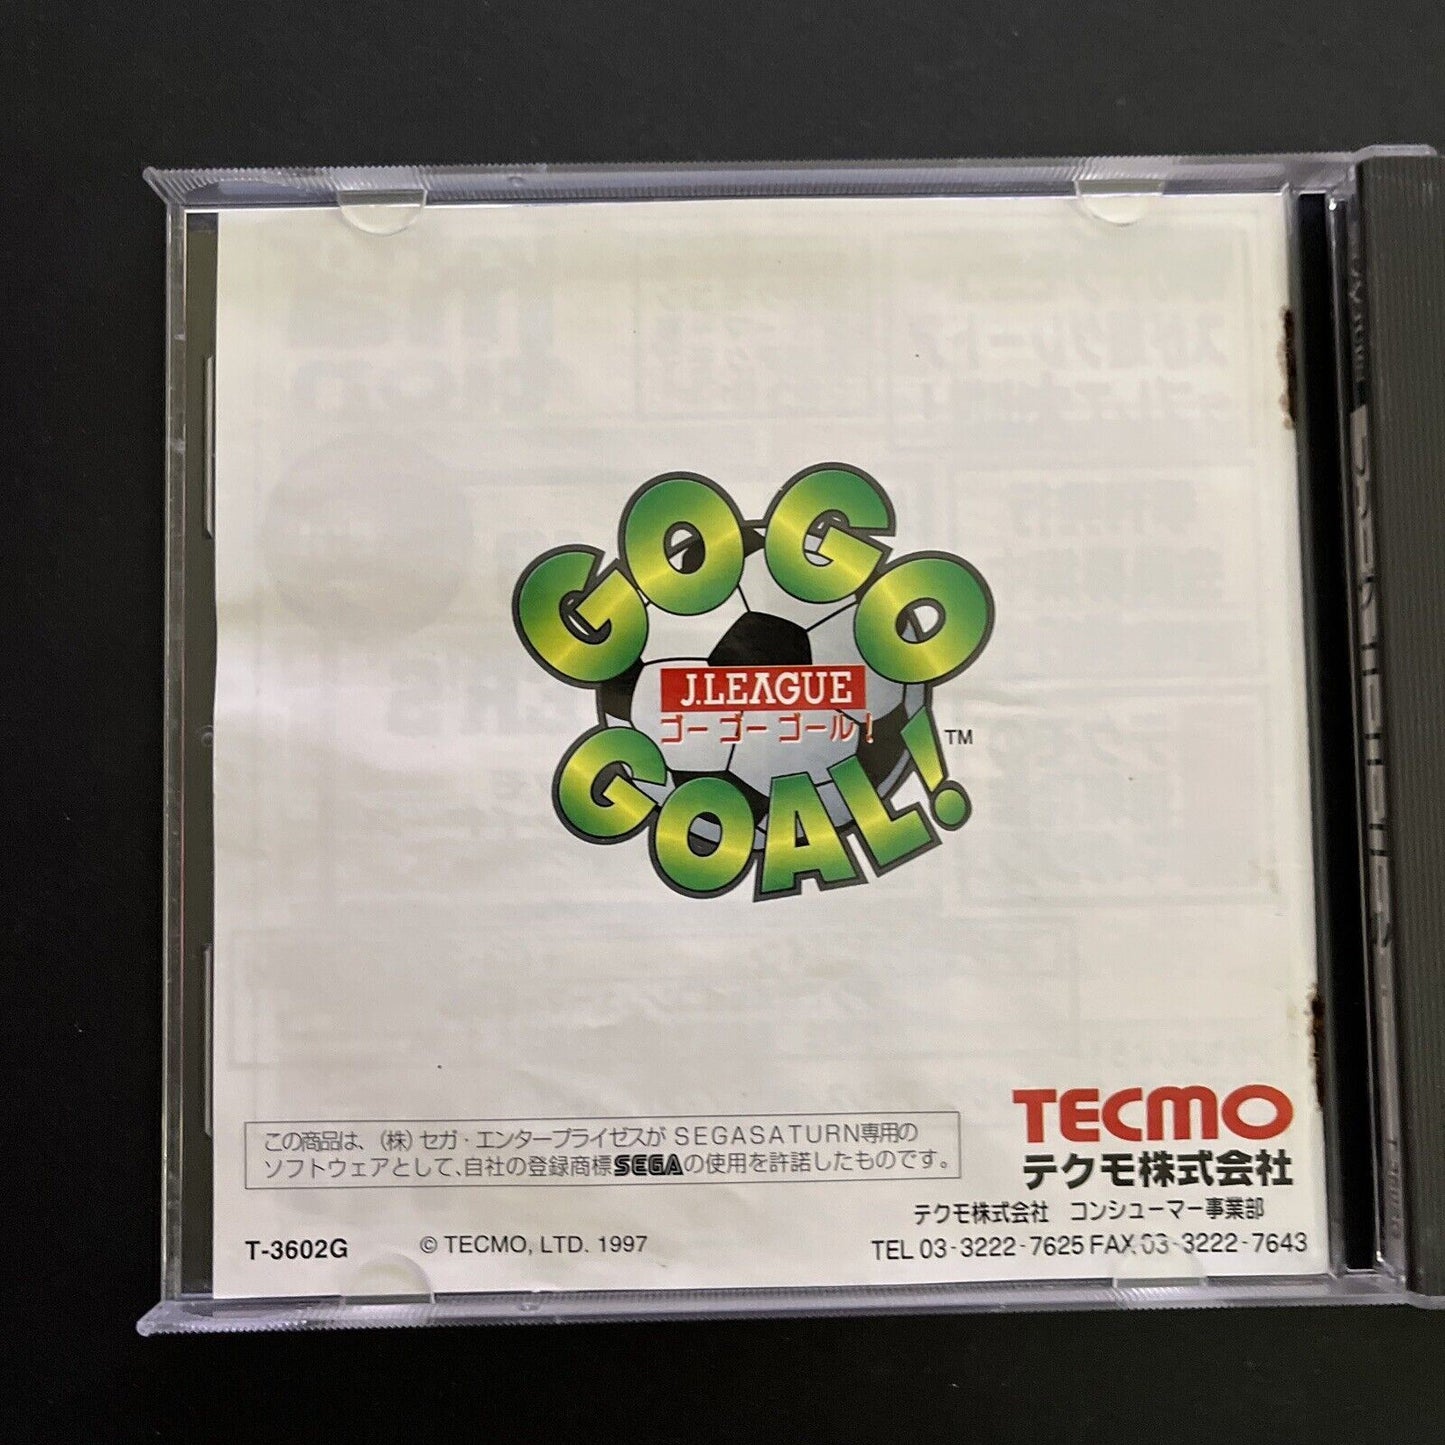 GO GO
J.LEAGUE
ゴー ゴー ゴール!
GOAL! TM
TECMO
テクモ株式会社
この商品は、(株)セガ・エンタープライゼスが SEGASATURN専用の
ソフトウェアとして、自社の登録商標SEGAの使用を許諾したものです。
テクモ株式会社 コンシューマー事業部
T-3602G © TECMO, LTD. 1997 TEL 03-3222-7625 FAX 03-3222-7643